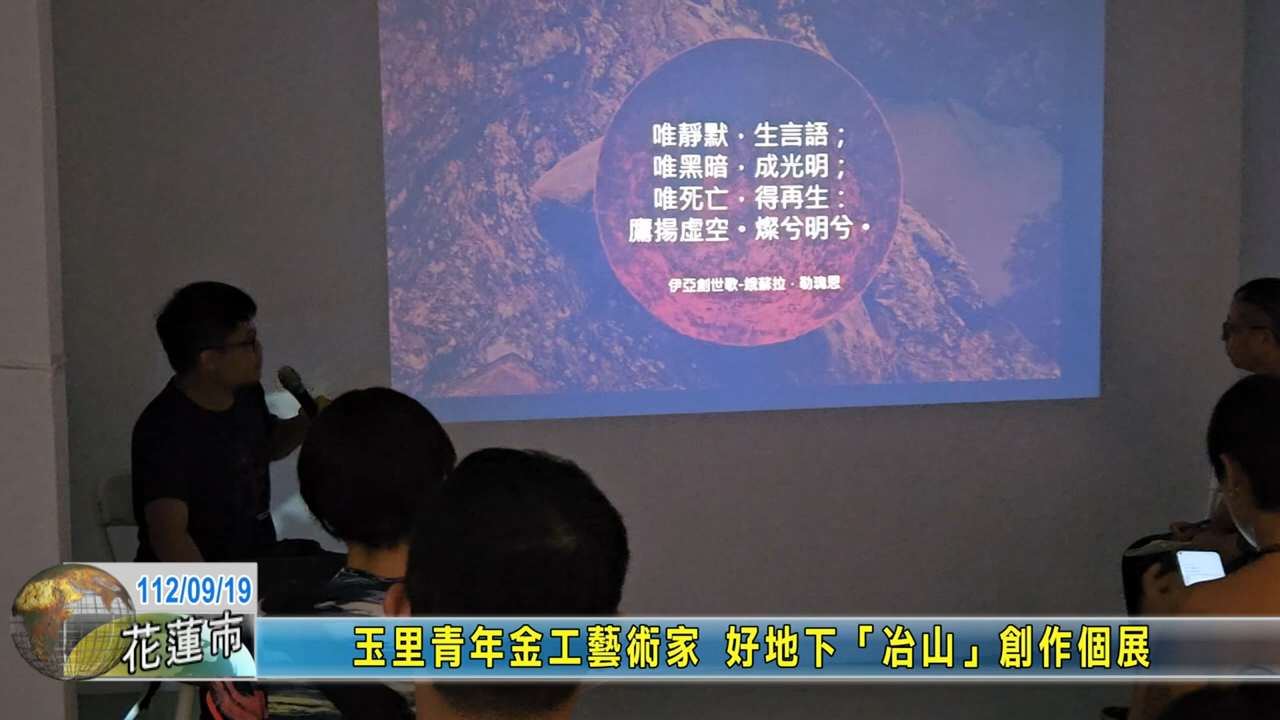 唯靜默．生言語；
唯黑暗．成光明；
唯死亡．得再生：
鷹揚虛空。燦兮明兮。
伊亞創世歌-娥蘇拉．勒瑰恩
112/09/19
花蓮市
玉里青年金工藝術家 好地下「冶山」創作個展